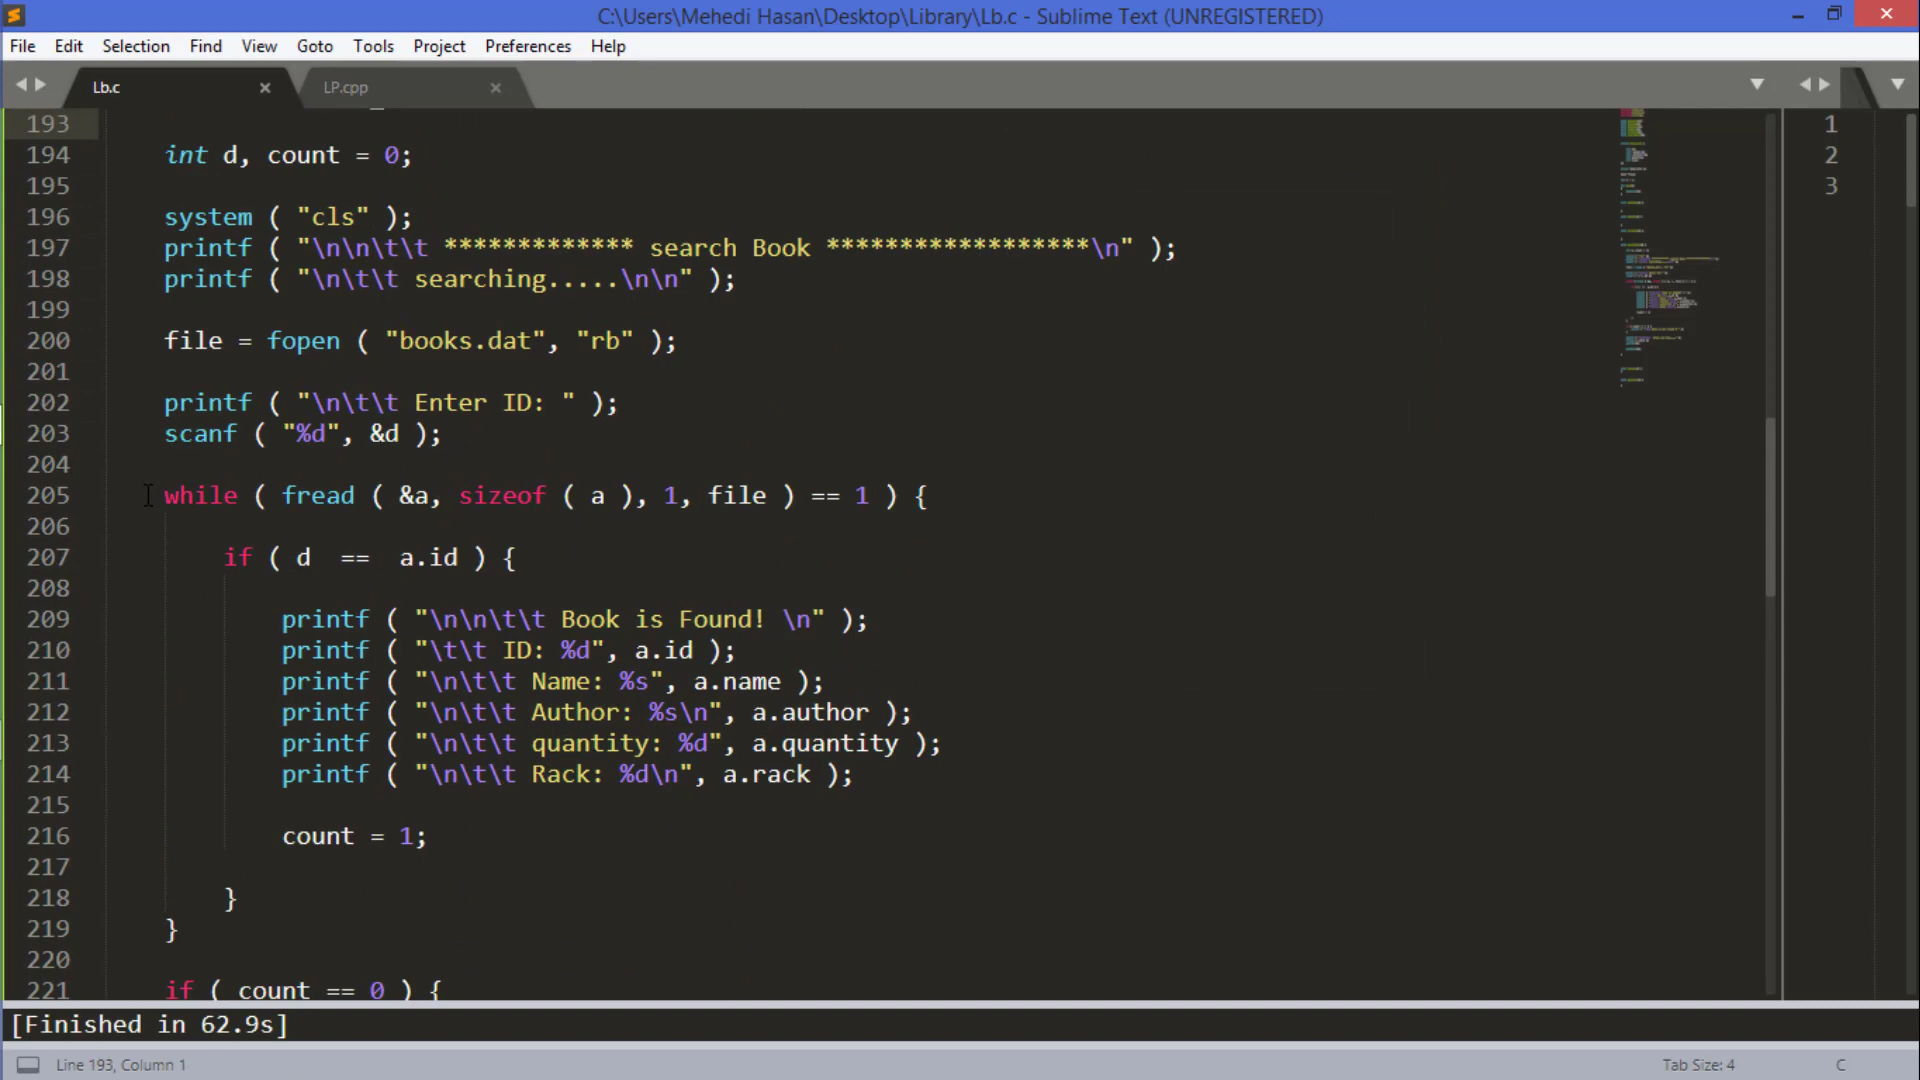 C:\Users\Mehedi Hasan\Desktop\Library\Lb.c - Sublime Text (UNREGISTERED)
File Edit Selection Find View Goto Tools Project Preferences Help
Lb.c LP.cpp
193
194 int d, count = 0;
195
196 system ( "cls" );
197 printf ( "\n\n\t\t ************* search Book ******************\n" );
198 printf ( "\n\t\t searching.....\n\n" );
199
200 file = fopen ( "books.dat", "rb" );
201
202 printf ( "\n\t\t Enter ID: " );
203 scanf ( "%d", &d );
204
205 while ( fread ( &a, sizeof ( a ), 1, file ) == 1 ) {
206
207 if ( d  ==  a.id ) {
208
209 printf ( "\n\n\t\t Book is Found! \n" );
210 printf ( "\t\t ID: %d", a.id );
211 printf ( "\n\t\t Name: %s", a.name );
212 printf ( "\n\t\t Author: %s\n", a.author );
213 printf ( "\n\t\t quantity: %d", a.quantity );
214 printf ( "\n\t\t Rack: %d\n", a.rack );
215
216 count = 1;
217
218 }
219 }
220
221 if ( count == 0 ) {
1
2
3
[Finished in 62.9s]
Line 193, Column 1 Tab Size: 4 C